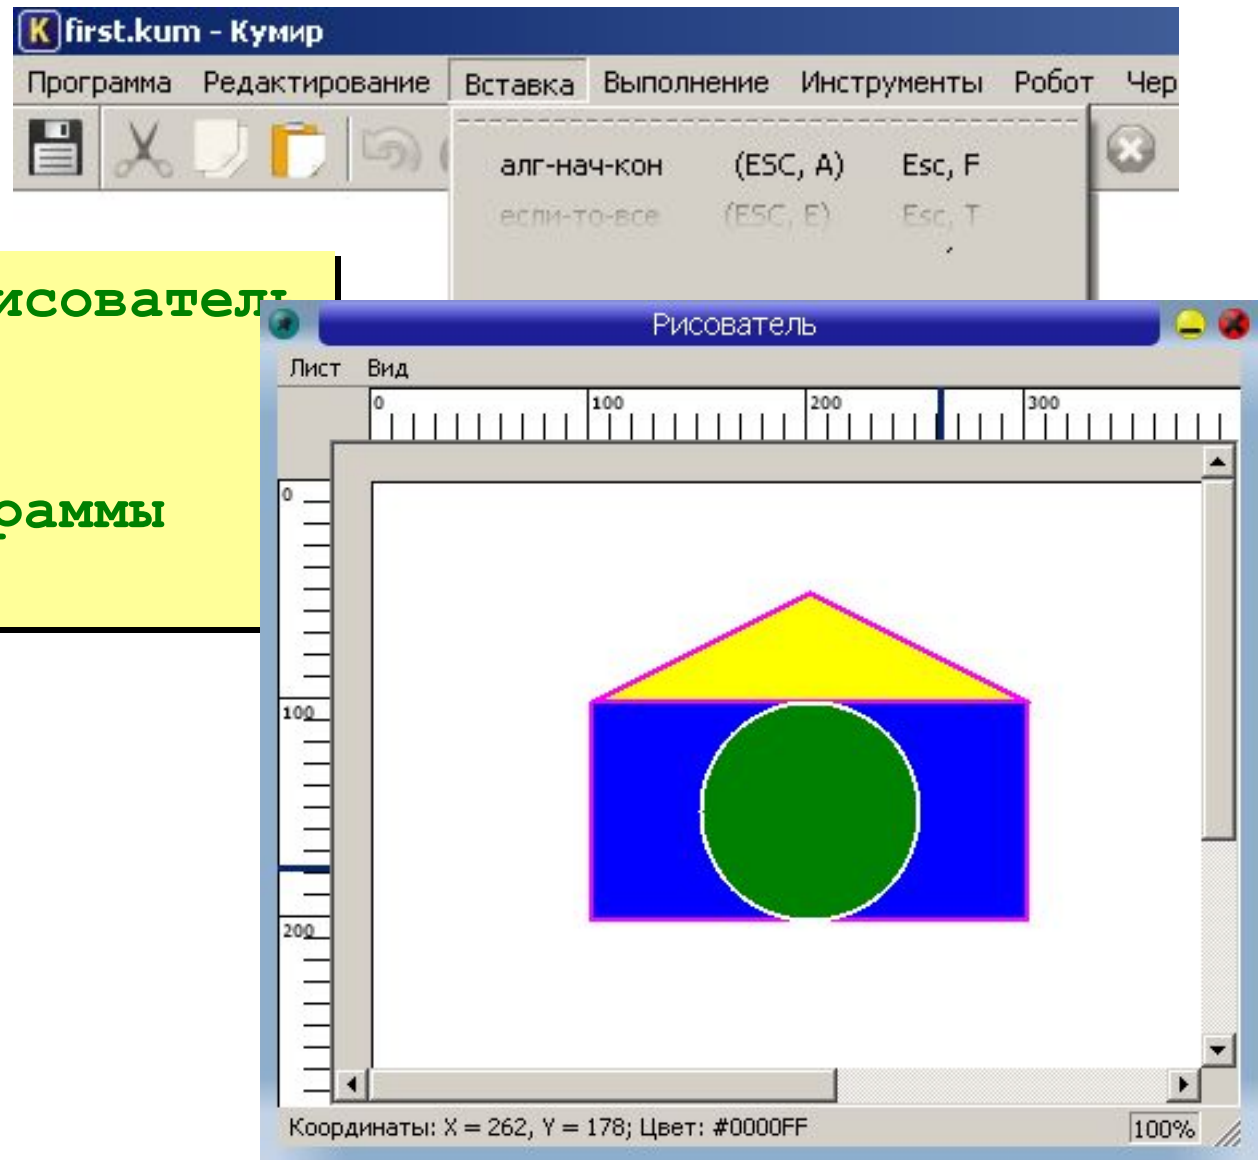 first.kum - Кумир
Программа Редактирование Вставка Выполнение Инструменты Робот Чер
алг-нач-кон (ESC, A) Esc, F
если-то-все (ESC, E) Esc, T
исователь
раммы
Рисователь
Лист Вид
0 100 200 300
0
100
200
Координаты: X = 262, Y = 178; Цвет: #0000FF 100%